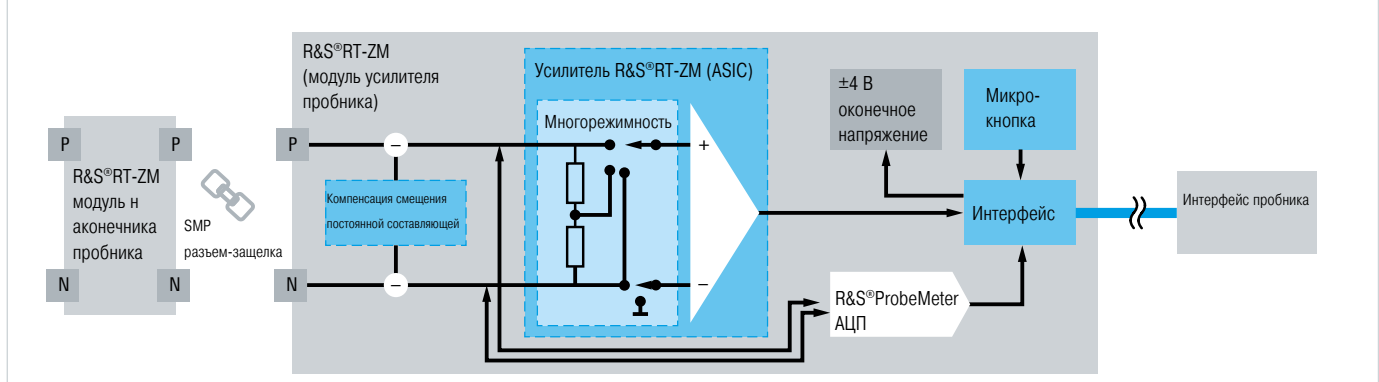 R&S®RT-ZM
(модуль усилителя
пробника)
Усилитель R&S®RT-ZM (ASIC)
Многорежимность
±4 В
оконечное
напряжение
Микро-
кнопка
P
P
P
R&S®RT-ZM
модуль н
аконечника
пробника
SMP
разъем-защелка
N
N
N
–
–
Компенсация смещения
постоянной составляющей
+
–
Интерфейс
Интерфейс пробника
R&S®ProbeMeter
АЦП